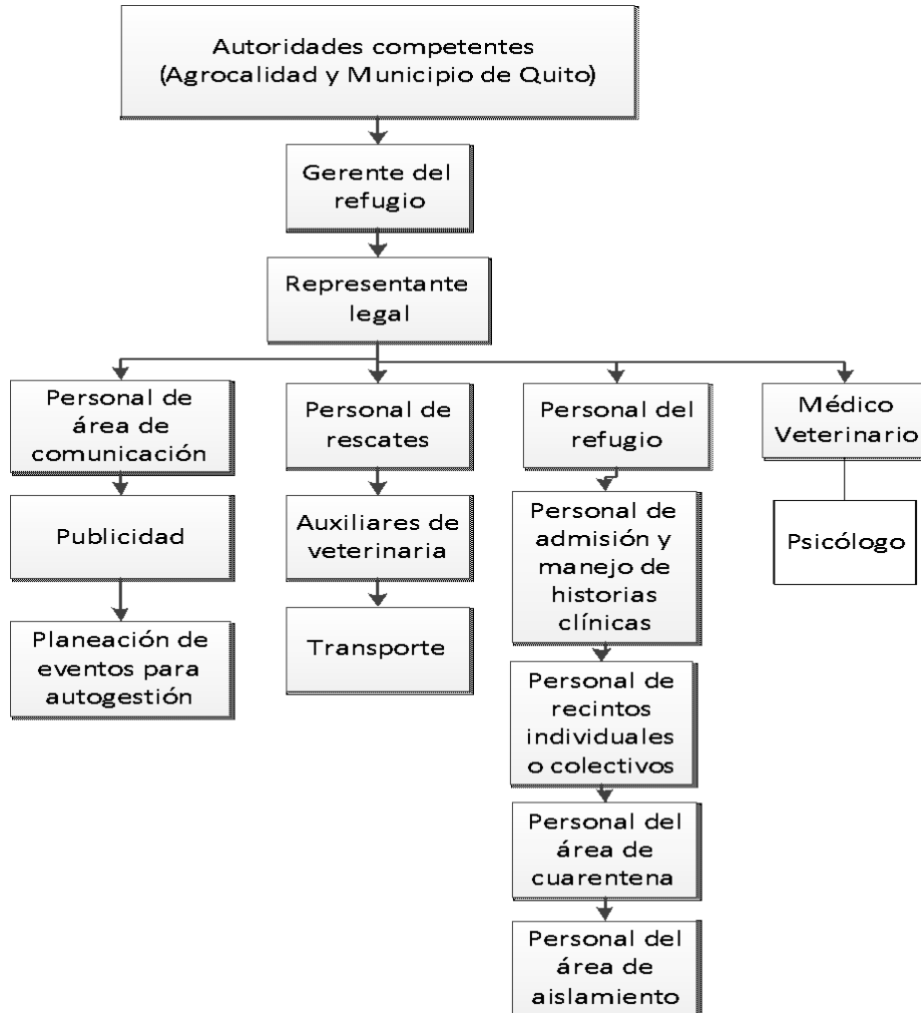 Autoridades competentes
(Agrocalidad y Municipio de Quito)
Gerente del
refugio
Representante
legal
Personal de
área de
comunicación
Publicidad
Planeación de
eventos para
autogestión
Personal de
rescates
Auxiliares de
veterinaria
Transporte
Personal del
refugio
Personal de
admisión y
manejo de
historias
clínicas
Personal de
recintos
individuales
o colectivos
Personal del
área de
cuarentena
Personal del
área de
aislamiento
Médico
Veterinario
Psicólogo